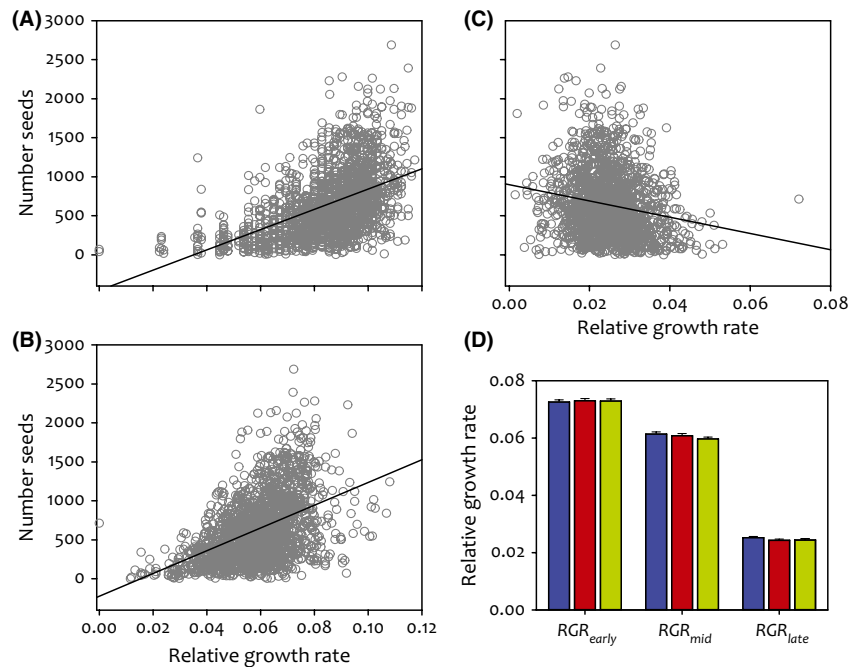 (A)
3000
2500
2000
1500
1000
500
0
Number seeds
(B)
3000
2500
2000
1500
1000
500
0
Number seeds
0.00 0.02 0.04 0.06 0.08 0.10 0.12
Relative growth rate
(C)
0.00 0.02 0.04 0.06 0.08
Relative growth rate
(D)
0.08
0.06
0.04
0.02
0.00
Relative growth rate
RGRearly RGRmid RGRlate